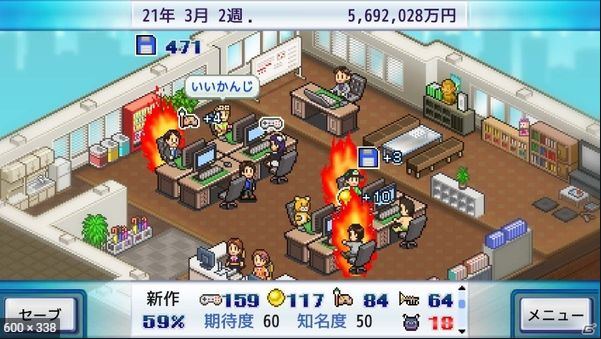 21年 3月 2週.
5,692,028万円
471
いいかんじ
+4
+3
+10
新作 159 117 84 64
59% 期待度 60 知名度 50 18
セーブ
メニュー
600 × 338